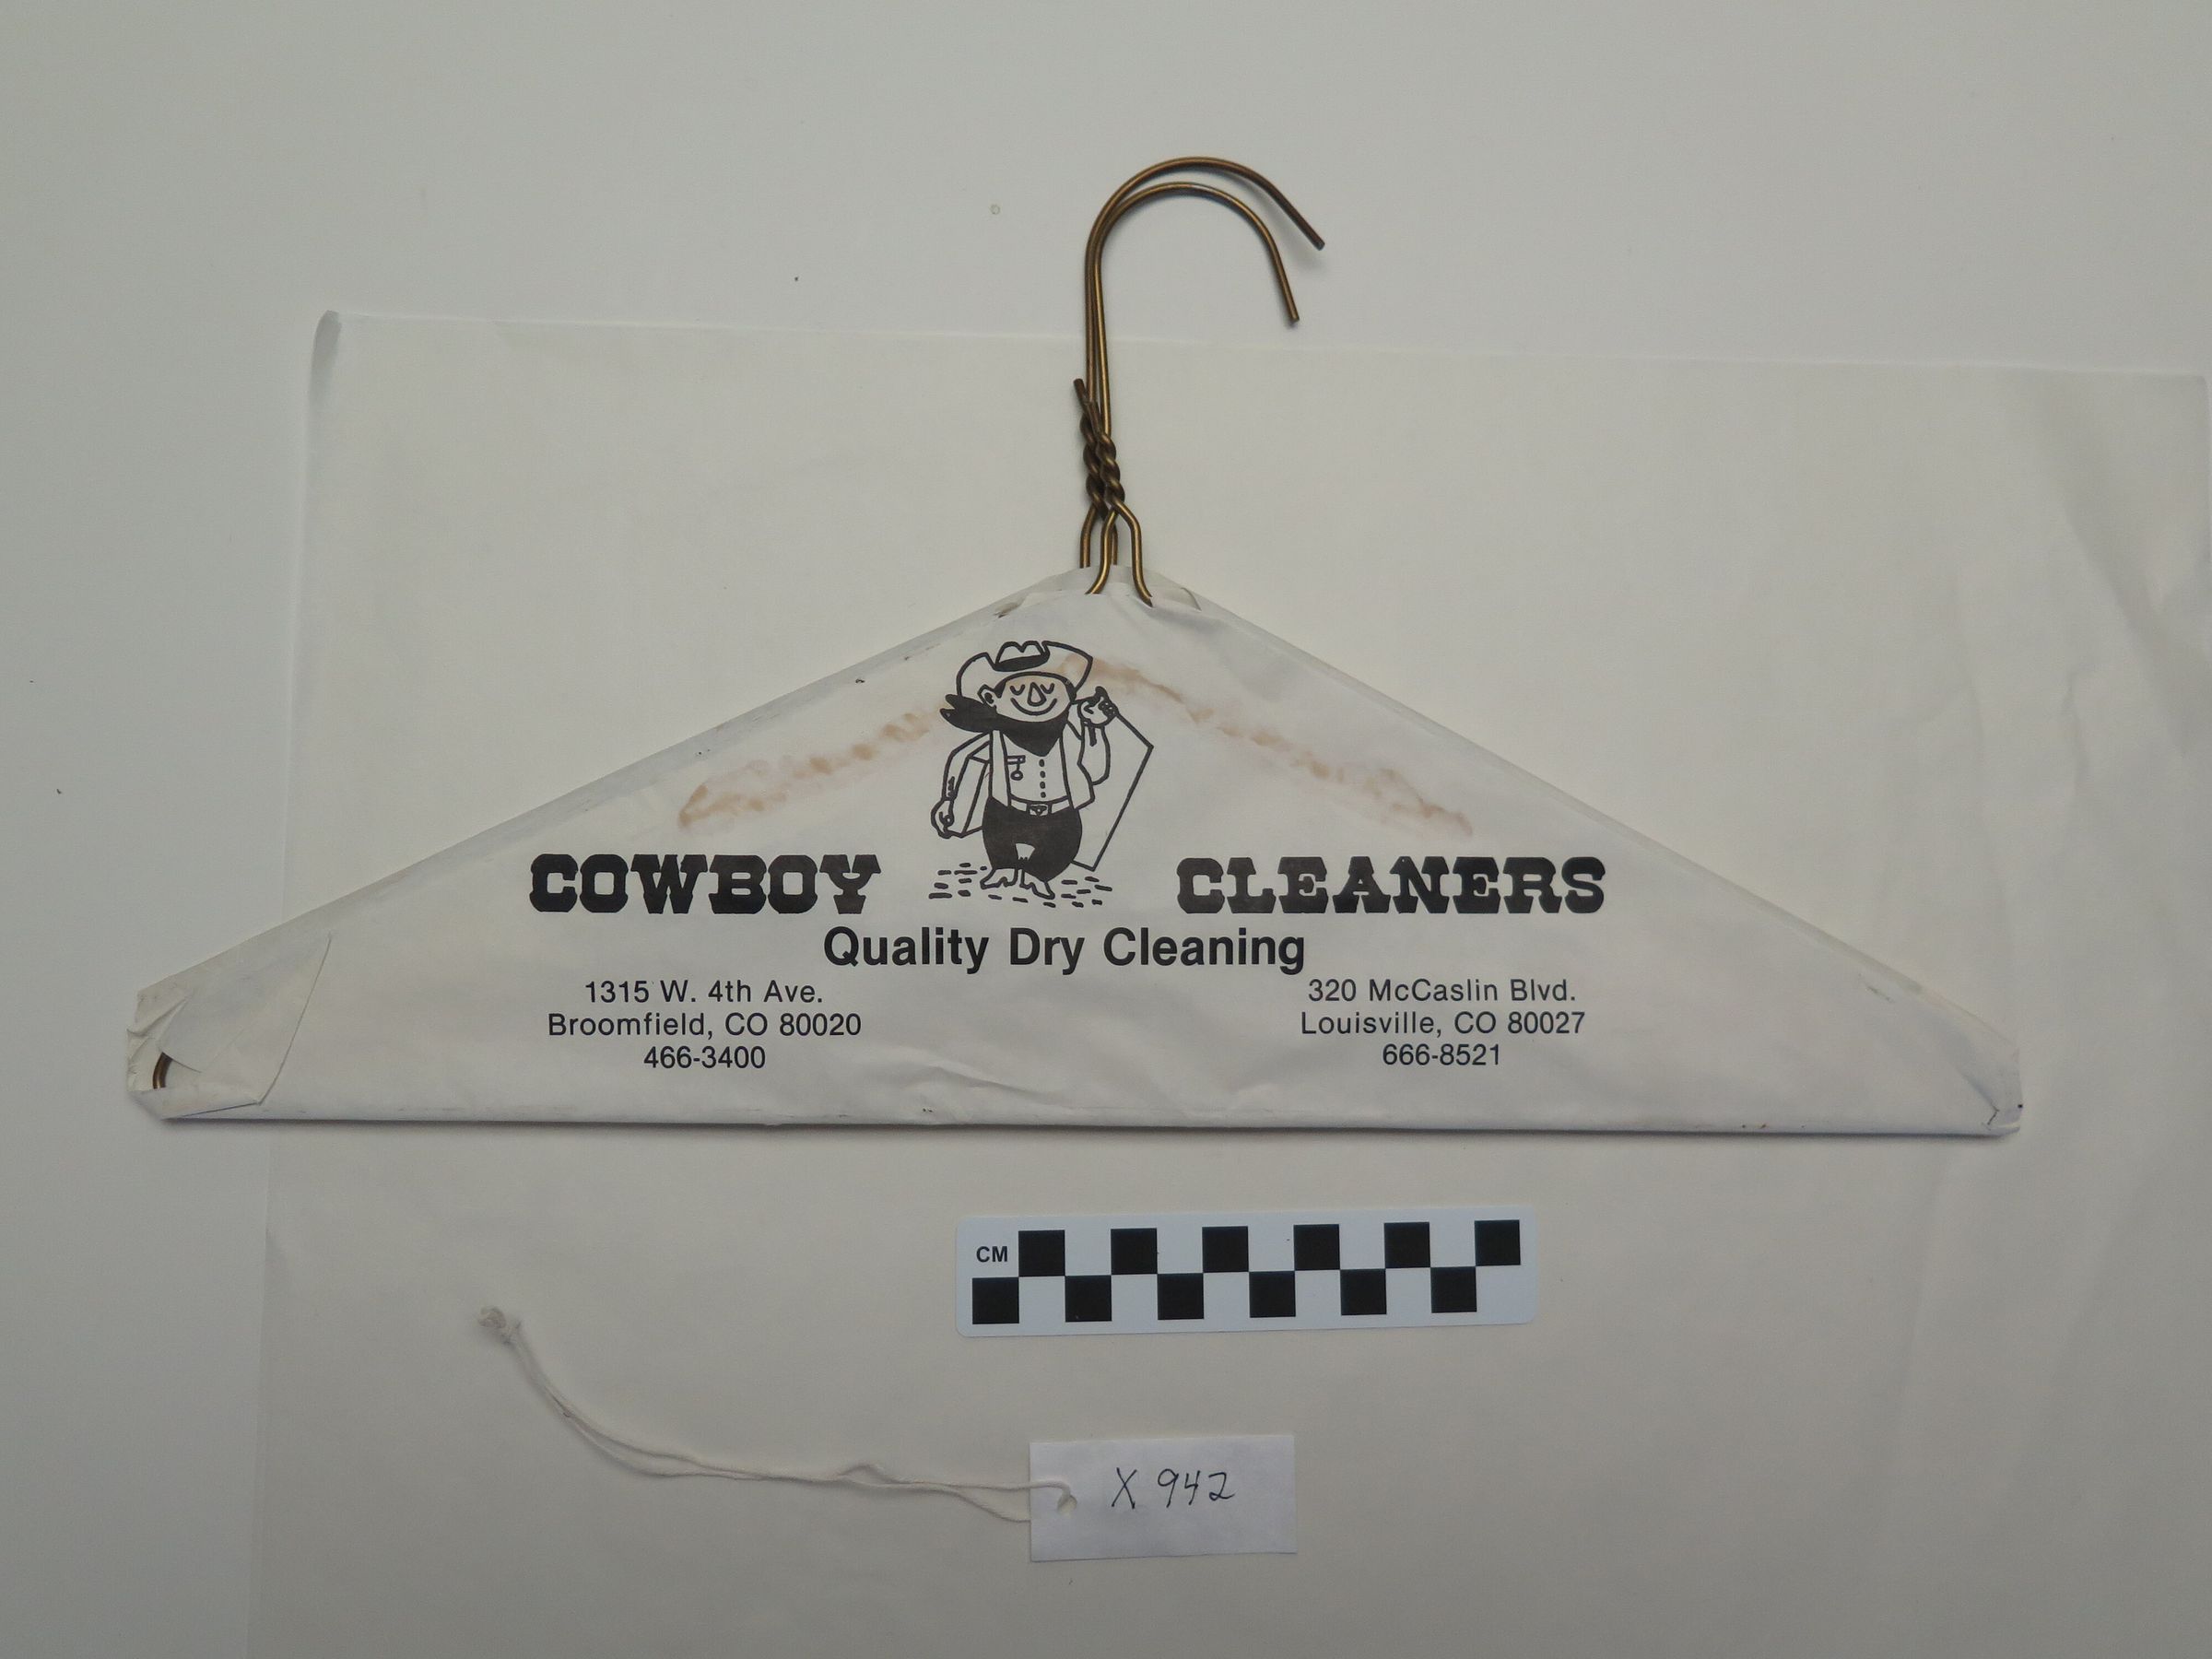 COWBOY CLEANERS
Quality Dry Cleaning
1315 W. 4th Ave.
Broomfield, CO 80020
466-3400
320 McCaslin Blvd.
Louisville, CO 80027
666-8521
CM
X 942